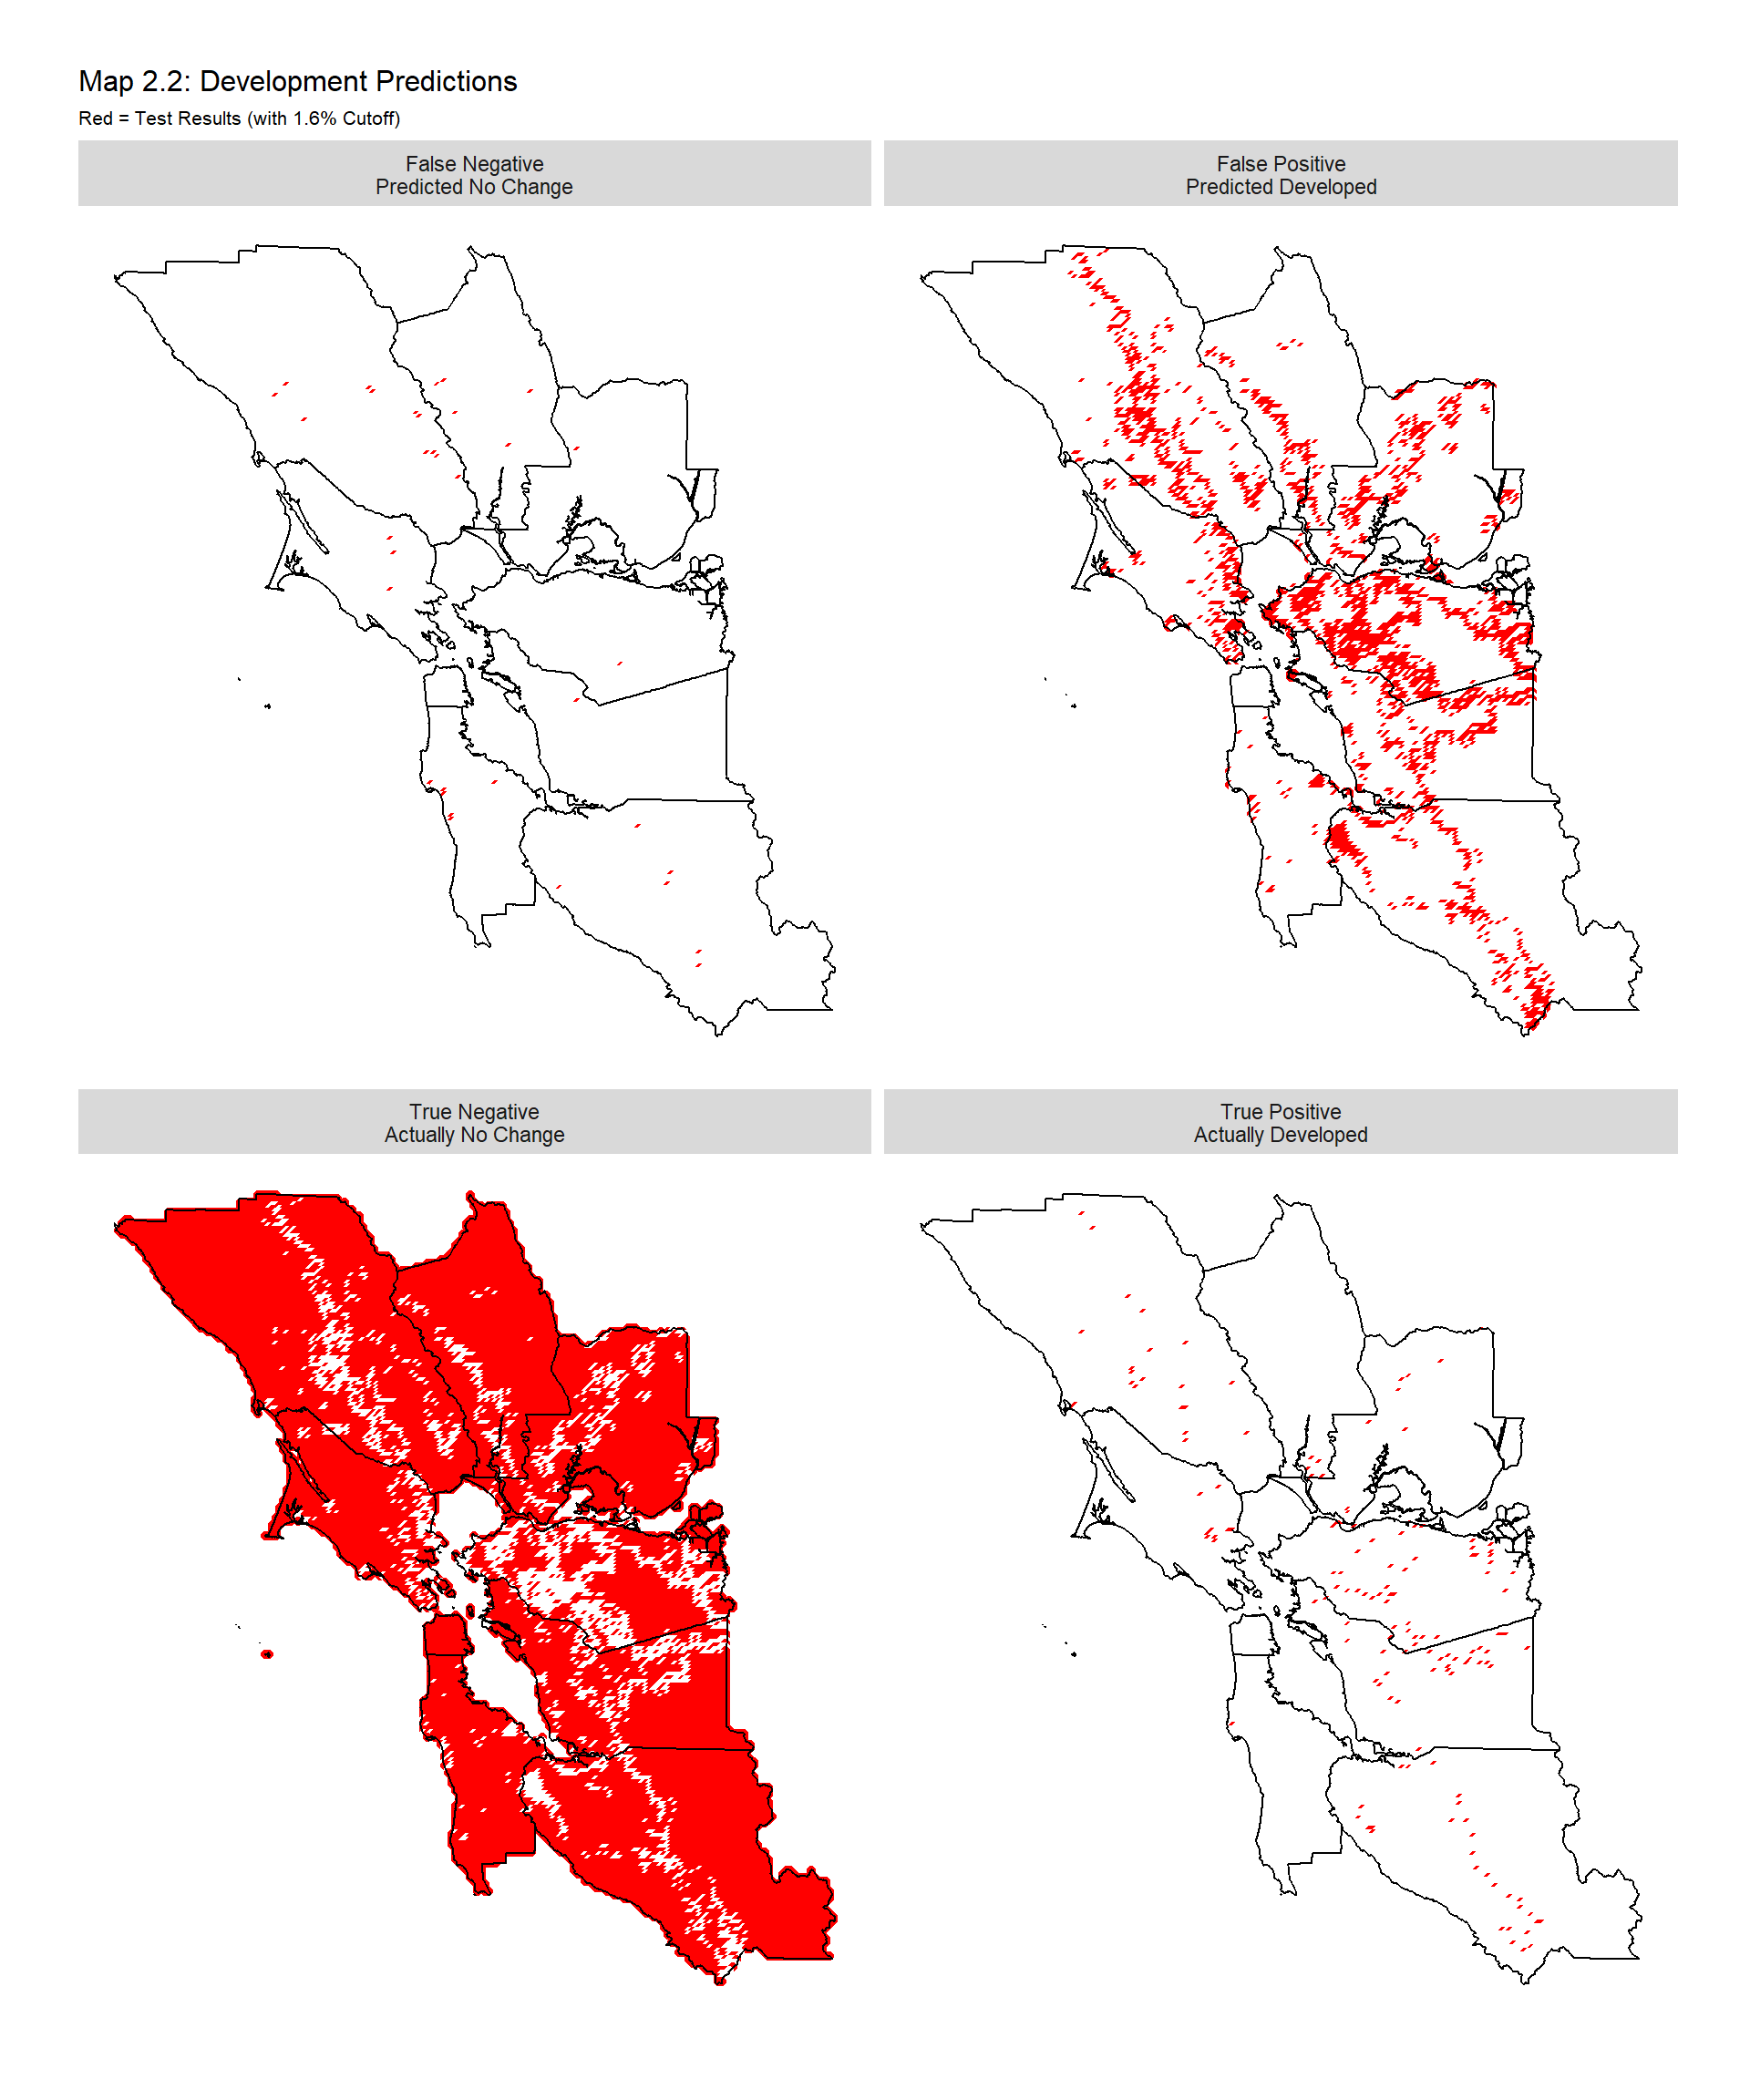 Map 2.2: Development Predictions
Red = Test Results (with 1.6% Cutoff)
False Negative
Predicted No Change
False Positive
Predicted Developed
True Negative
Actually No Change
True Positive
Actually Developed